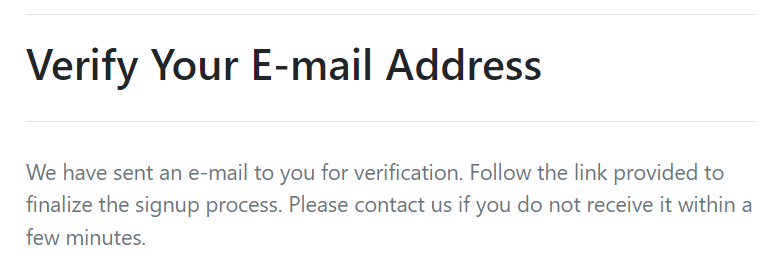 Verify Your E-mail Address
We have sent an e-mail to you for verification. Follow the link provided to
finalize the signup process. Please contact us if you do not receive it within a
few minutes.